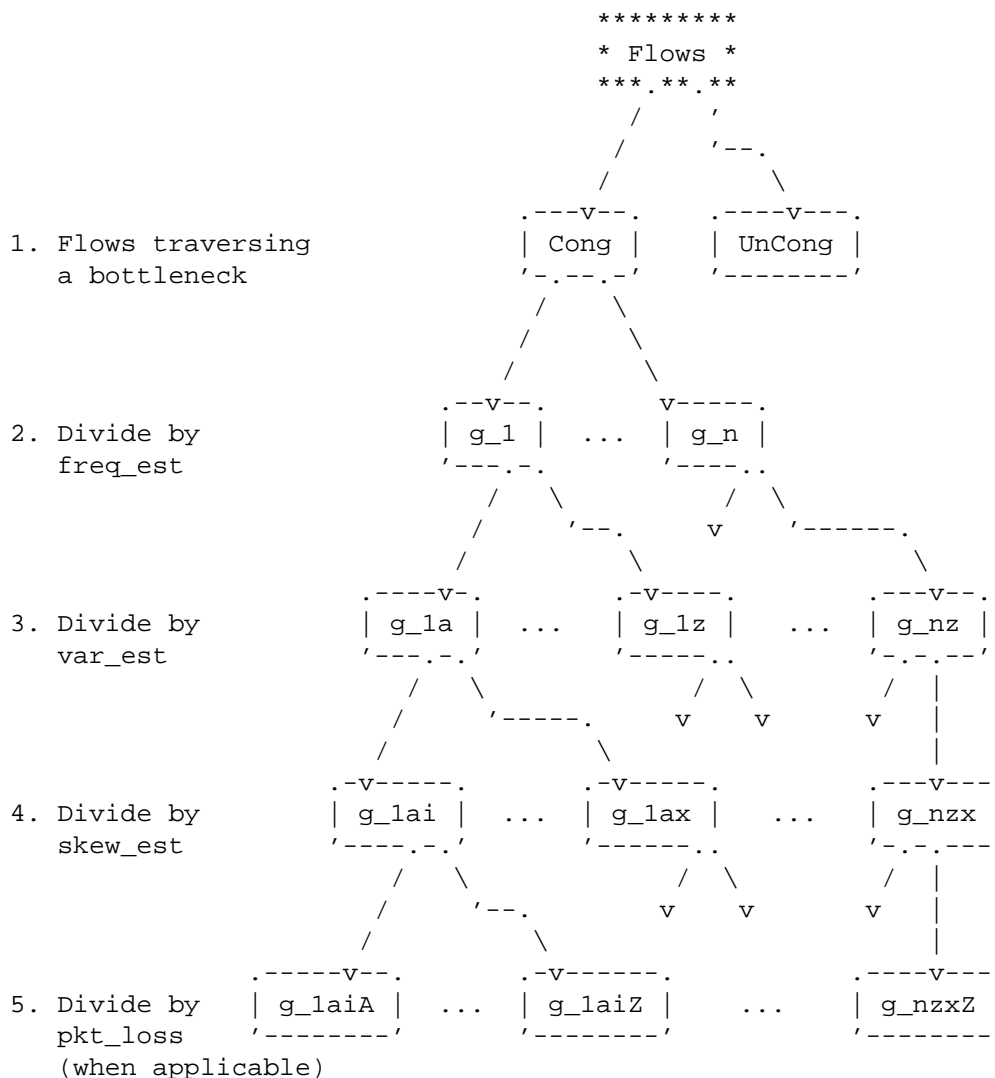 *********
* Flows *
***.**.**
/ '
/ '--.
/ \
.---v--. .----v---.
1. Flows traversing | Cong | | UnCong |
a bottleneck '-.--.-' '--------'
/ \
/ \
/ \
.--v--. v-----.
2. Divide by | g_1 | ... | g_n |
freq_est '---.-. '----..
/ \ / \
/ '--. v '------.
/ \ \
.----v-. .-v----. .---v--.
3. Divide by | g_1a | ... | g_1z | ... | g_nz |
var_est '---.-.' '-----.. '-.-.--'
/ \ / \ / |
/ '-----. v v v |
/ \ |
.-v-----. .-v-----. .---v---
4. Divide by | g_1ai | ... | g_1ax | ... | g_nzx
skew_est '----.-.' '------.. '-.-.---
/ \ / \ / |
/ '--. v v v |
/ \ |
.-----v--. .-v------. .----v---
5. Divide by | g_1aiA | ... | g_1aiZ | ... | g_nzxZ
pkt_loss '--------' '--------' '--------
(when applicable)